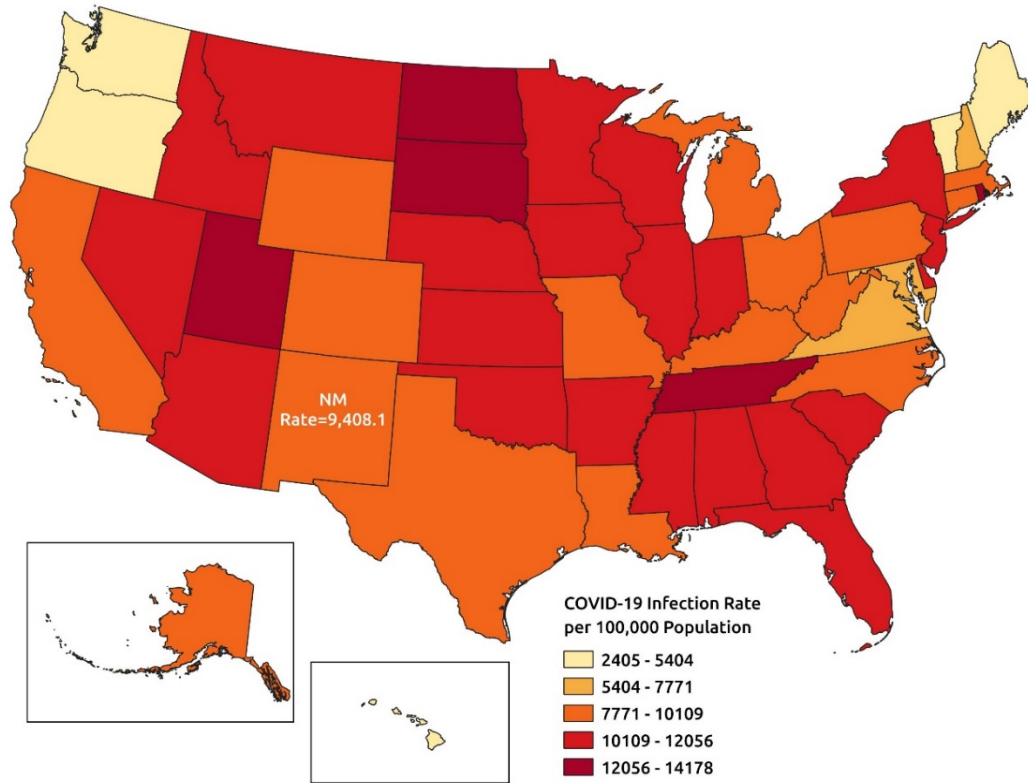 NM
Rate=9,408.1
COVID-19 Infection Rate
per 100,000 Population
2405 - 5404
5404 - 7771
7771 - 10109
10109 - 12056
12056 - 14178